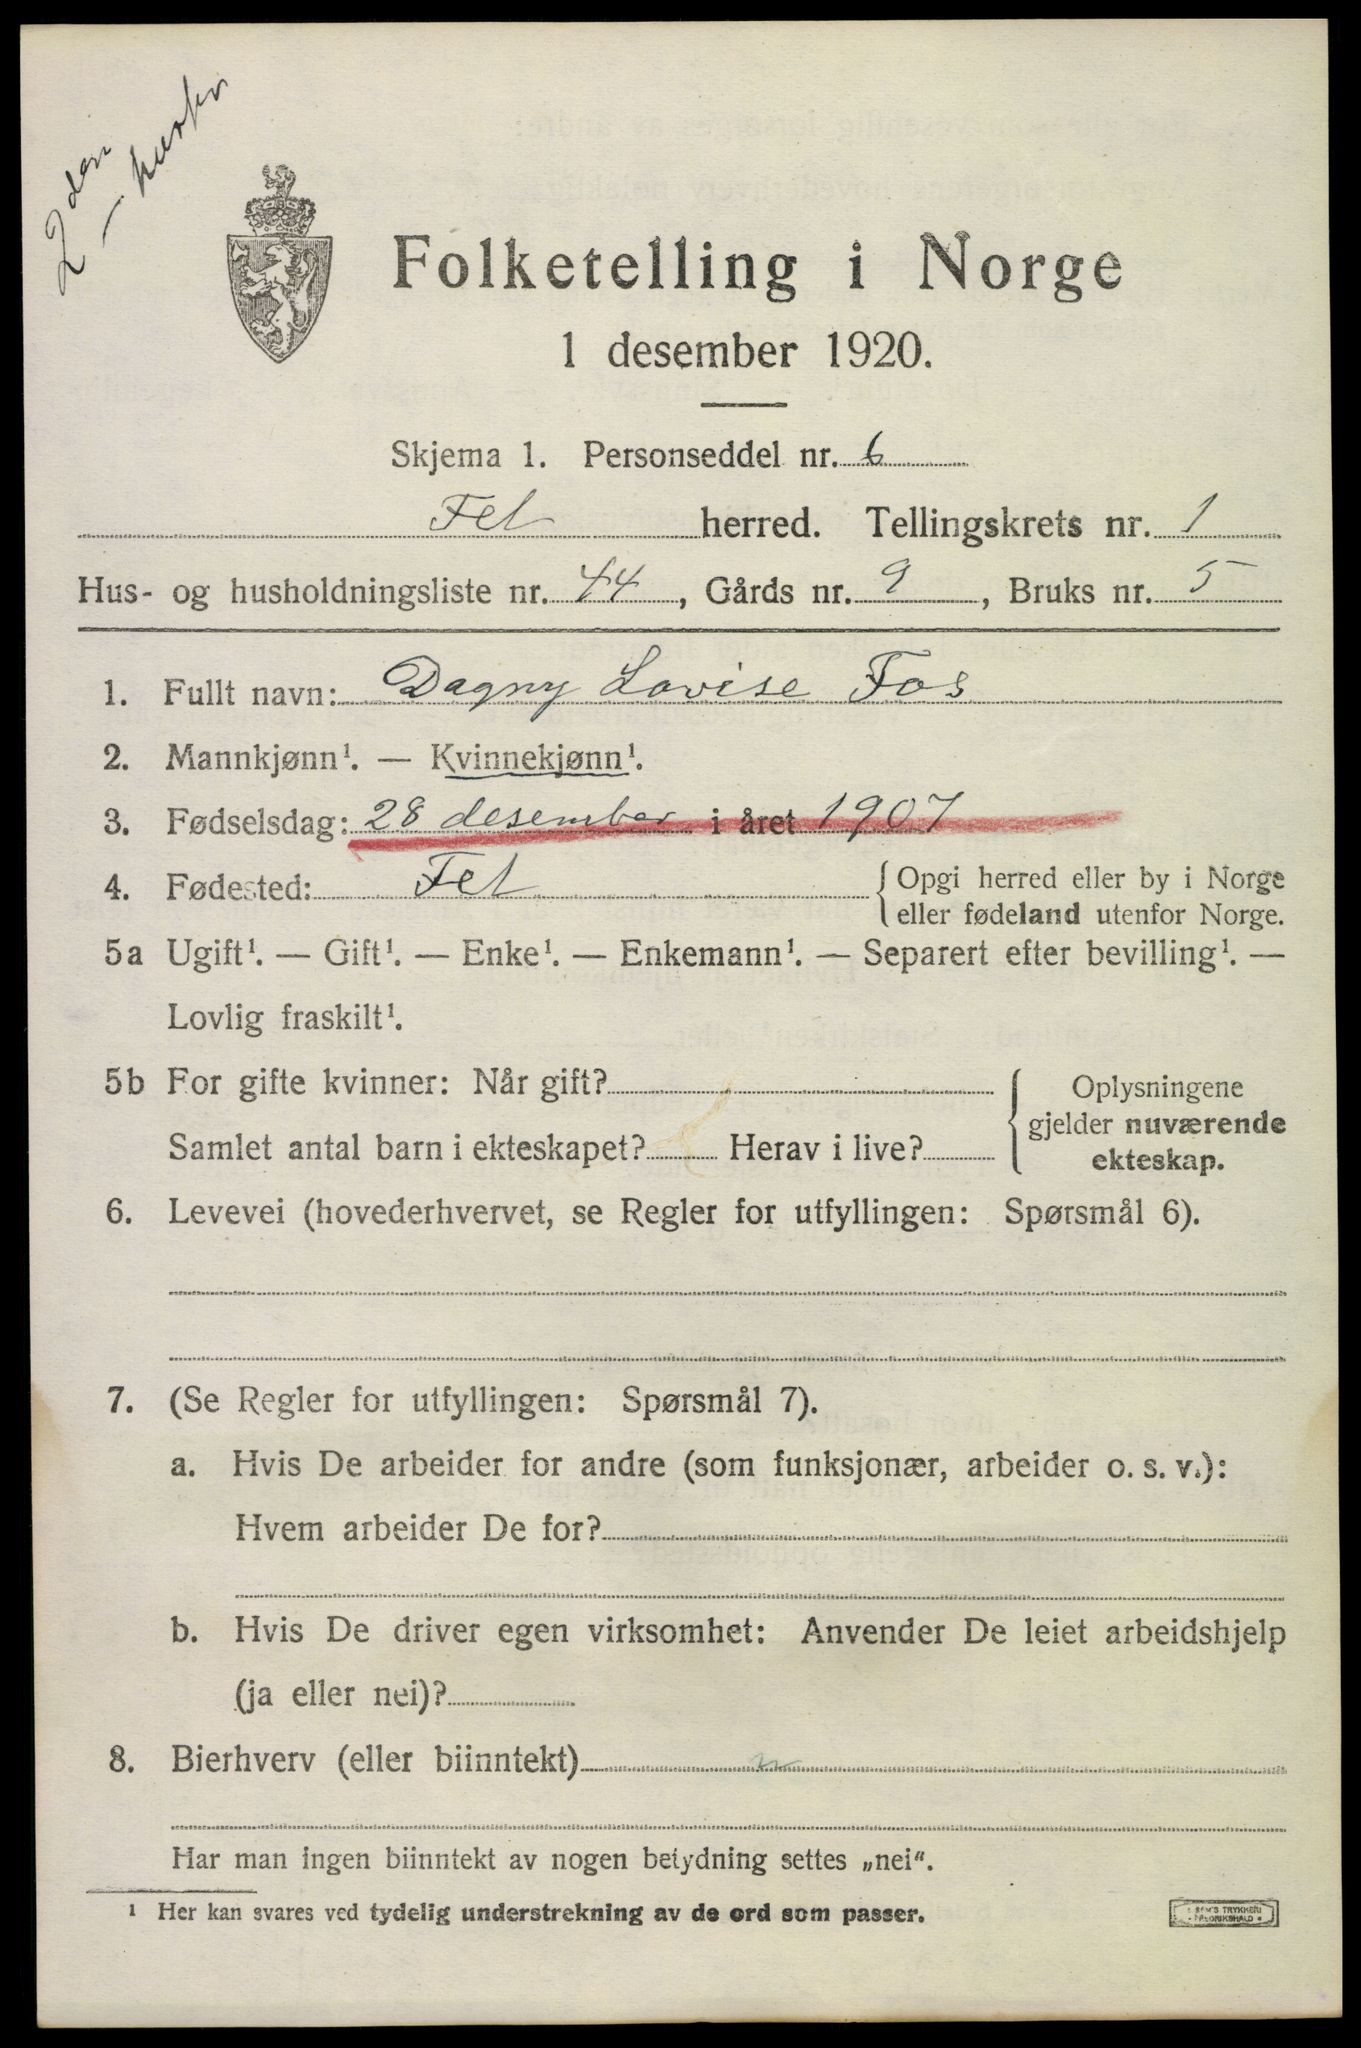 2den
hushv
Folketelling i Norge
1 desember 1920.
Skjema 1. Personseddel nr. 6
Fet herred. Tellingskrets nr. 1
Hus- og husholdningsliste nr. 44, Gårds nr. 9, Bruks nr. 5
1. Fullt navn: Dagny Lovise Fos
2. Mannkjønn¹. — Kvinnekjønn¹.
3. Fødselsdag: 28 desember i året 1907
4. Fødested: Fet {Opgi herred eller by i Norge
eller fødeland utenfor Norge.
5a Ugift¹. — Gift¹. — Enke¹. — Enkemann¹. — Separert efter bevilling¹. —
Lovlig fraskilt¹.
5b For gifte kvinner: Når gift?
Samlet antal barn i ekteskapet? Herav i live?
{Oplysningene
gjelder nuværende
ekteskap.
6. Levevei (hovederhvervet, se Regler for utfyllingen: Spørsmål 6).
7. (Se Regler for utfyllingen: Spørsmål 7).
a. Hvis De arbeider for andre (som funksjonær, arbeider o. s. v.):
Hvem arbeider De for?
b. Hvis De driver egen virksomhet: Anvender De leiet arbeidshjelp
(ja eller nei)?
8. Bierhverv (eller biinntekt) n
Har man ingen biinntekt av nogen betydning settes „nei“.
¹ Her kan svares ved tydelig understrekning av de ord som passer.
TRYKKERI
FREDRIKSHALD